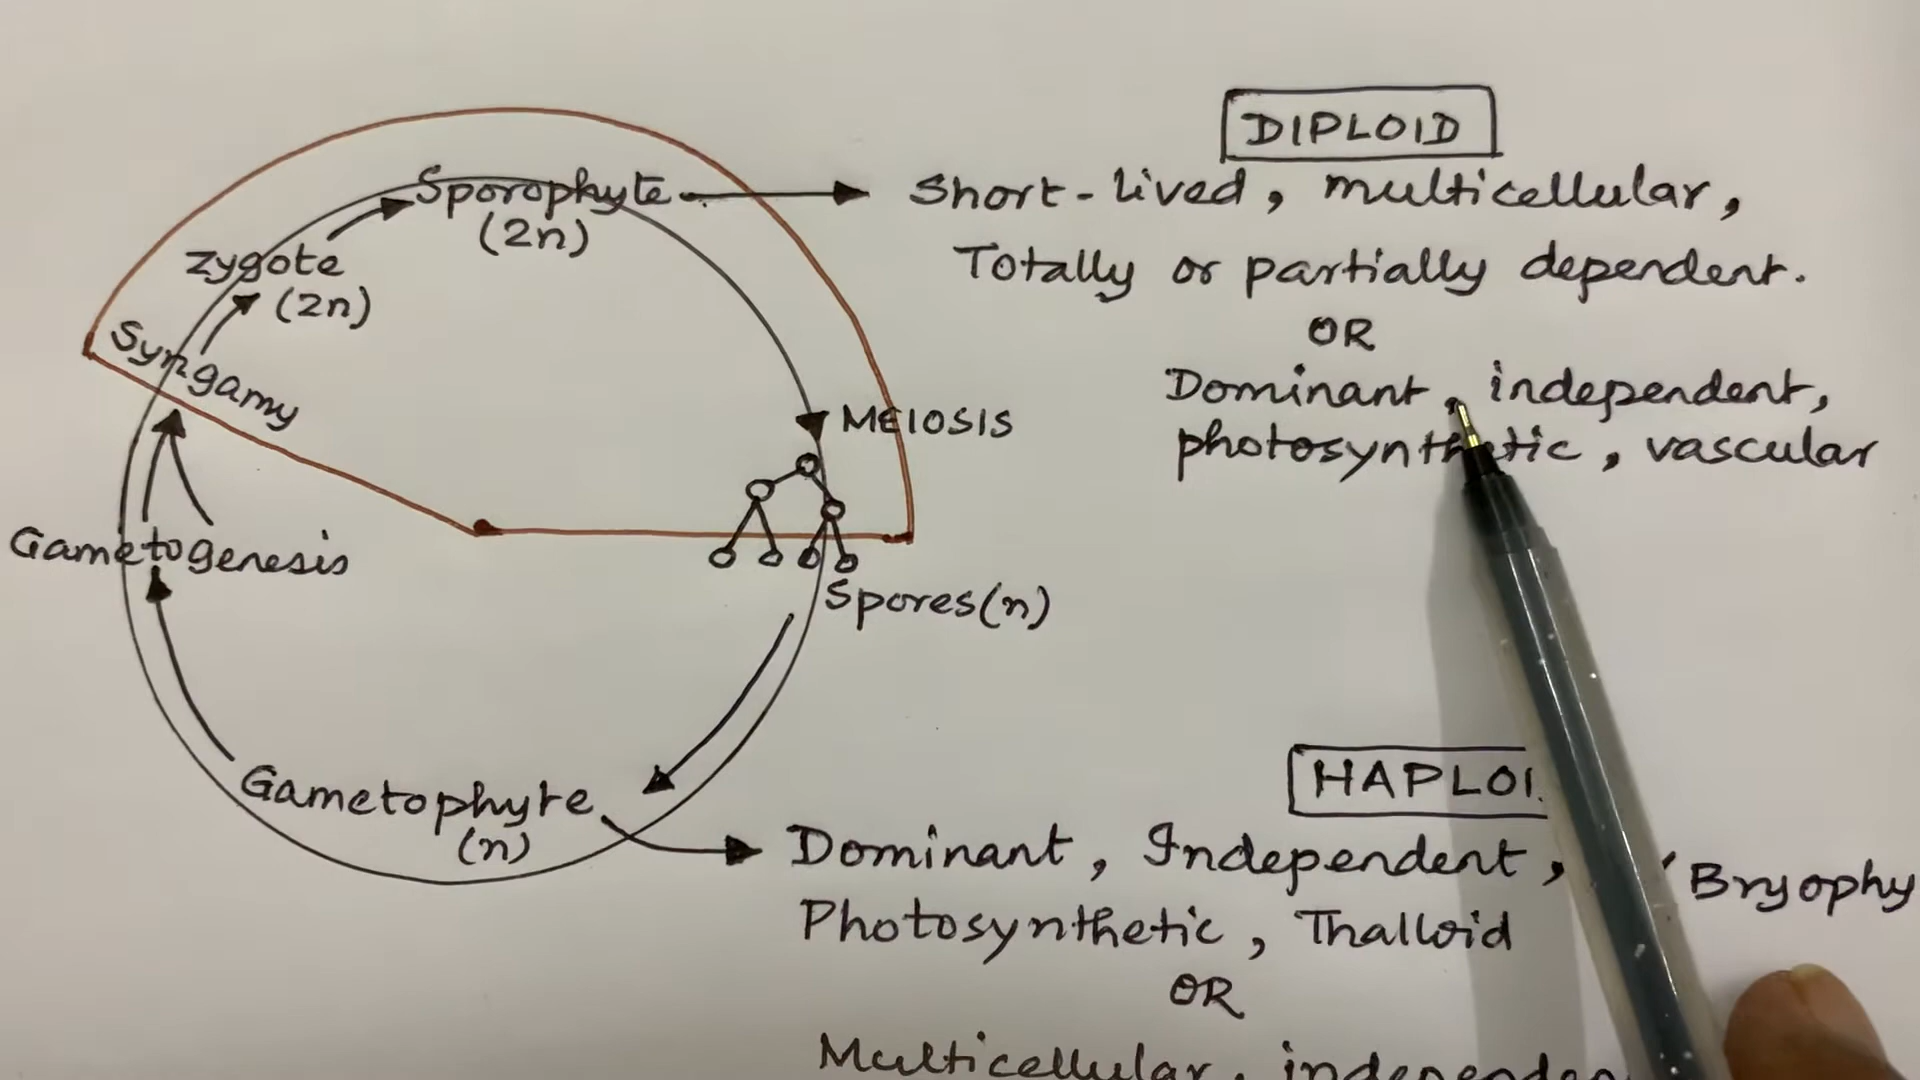 DIPLOID
Sporophyte
(2n)
Short-lived, multicellular,
Totally or partially dependent.
OR
Dominant, independent,
photosynthetic, vascular
Zygote
(2n)
Syngamy
MEIOSIS
Gametogenesis
Spores(n)
Gametophyte
(n)
Dominant, Independent,
Photosynthetic, Thalloid
OR
Multicellular,